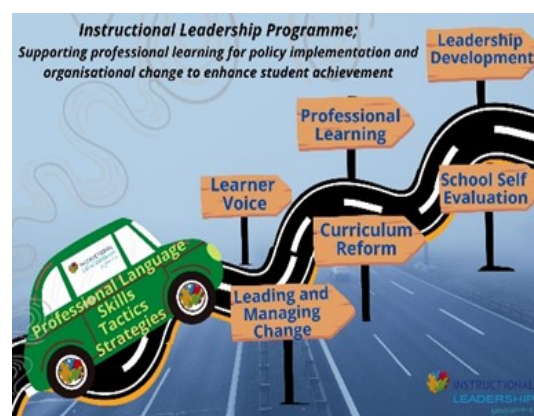 Instructional Leadership Programme;
Supporting professional learning for policy implementation and
organisational change to enhance student achievement
Leadership
Development
Professional
Learning
Learner
Voice
School Self
Evaluation
Curriculum
Reform
Leading and
Managing
Change
INSTRUCTIONAL
LEADERSHIP
Professional Language
Skills
Tactics
Strategies
INSTRUCTIONAL
LEADERSHIP